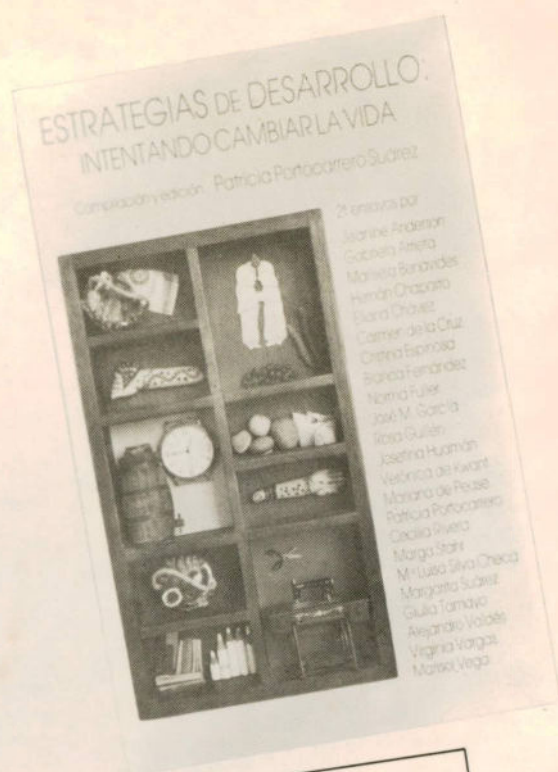 ESTRATEGIAS DE DESARROLLO:
INTENTANDO CAMBIAR LA VIDA
Compilación y edición: Patricia Portocarrero Suárez
21 ensayos por
Jeanine Anderson
Gabriela Arrieta
Marisela Benavides
Hernán Chaparro
Eliana Chávez
Carmen de la Cruz
Cristina Espinosa
Blanca Fernández
Norma Fuller
José M. García
Rosa Guillén
Josefina Huamán
Verónica de Kwant
Mariana de Pease
Patricia Portocarrero
Cecilia Rivera
Marga Stahr
Mª Luisa Silva Checa
Margarita Suárez
Giulia Tamayo
Alejandro Valdés
Virginia Vargas
Marisol Vega